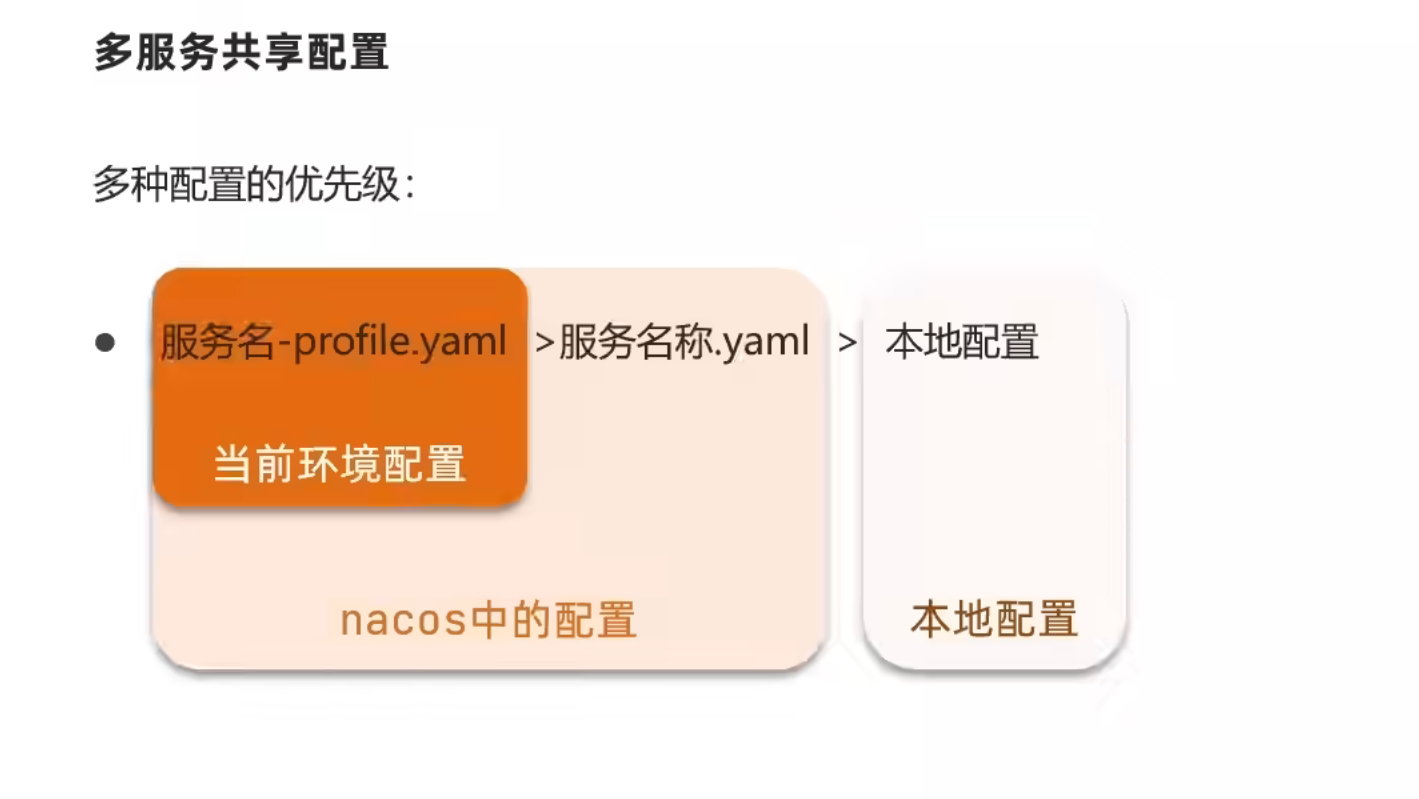 多服务共享配置
多种配置的优先级：
● 服务名-profile.yaml >服务名称.yaml > 本地配置
当前环境配置
nacos中的配置 本地配置